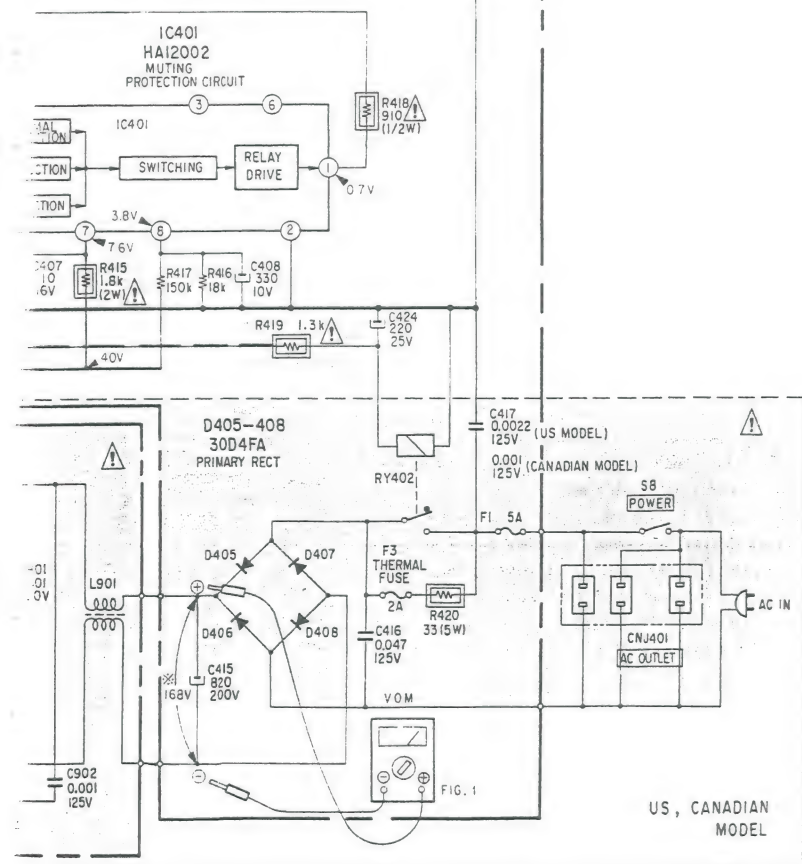 IC401
HA12002
MUTING
PROTECTION CIRCUIT
3
6
R418
910
(1/2W)
IC401
SWITCHING
RELAY
DRIVE
1
0.7V
CTION
TION
3.8V
7
8
2
7.6V
R415
1.8k
(2W)
R417
150k
R416
18k
C408
330
10V
C424
220
25V
R419 1.3k
40V
D405-408
30D4FA
PRIMARY RECT
RY402
C417
0.0022
125V (US MODEL)
0.001
125V (CANADIAN MODEL)
S8
POWER
F1 5A
D405
D407
F3
THERMAL
FUSE
2A
R420
33(5W)
L901
D406
D408
C416
0.047
125V
AC IN
CNJ401
AC OUTLET
C415
820
200V
※
168V
VOM
C902
0.001
125V
FIG. 1
US, CANADIAN
MODEL